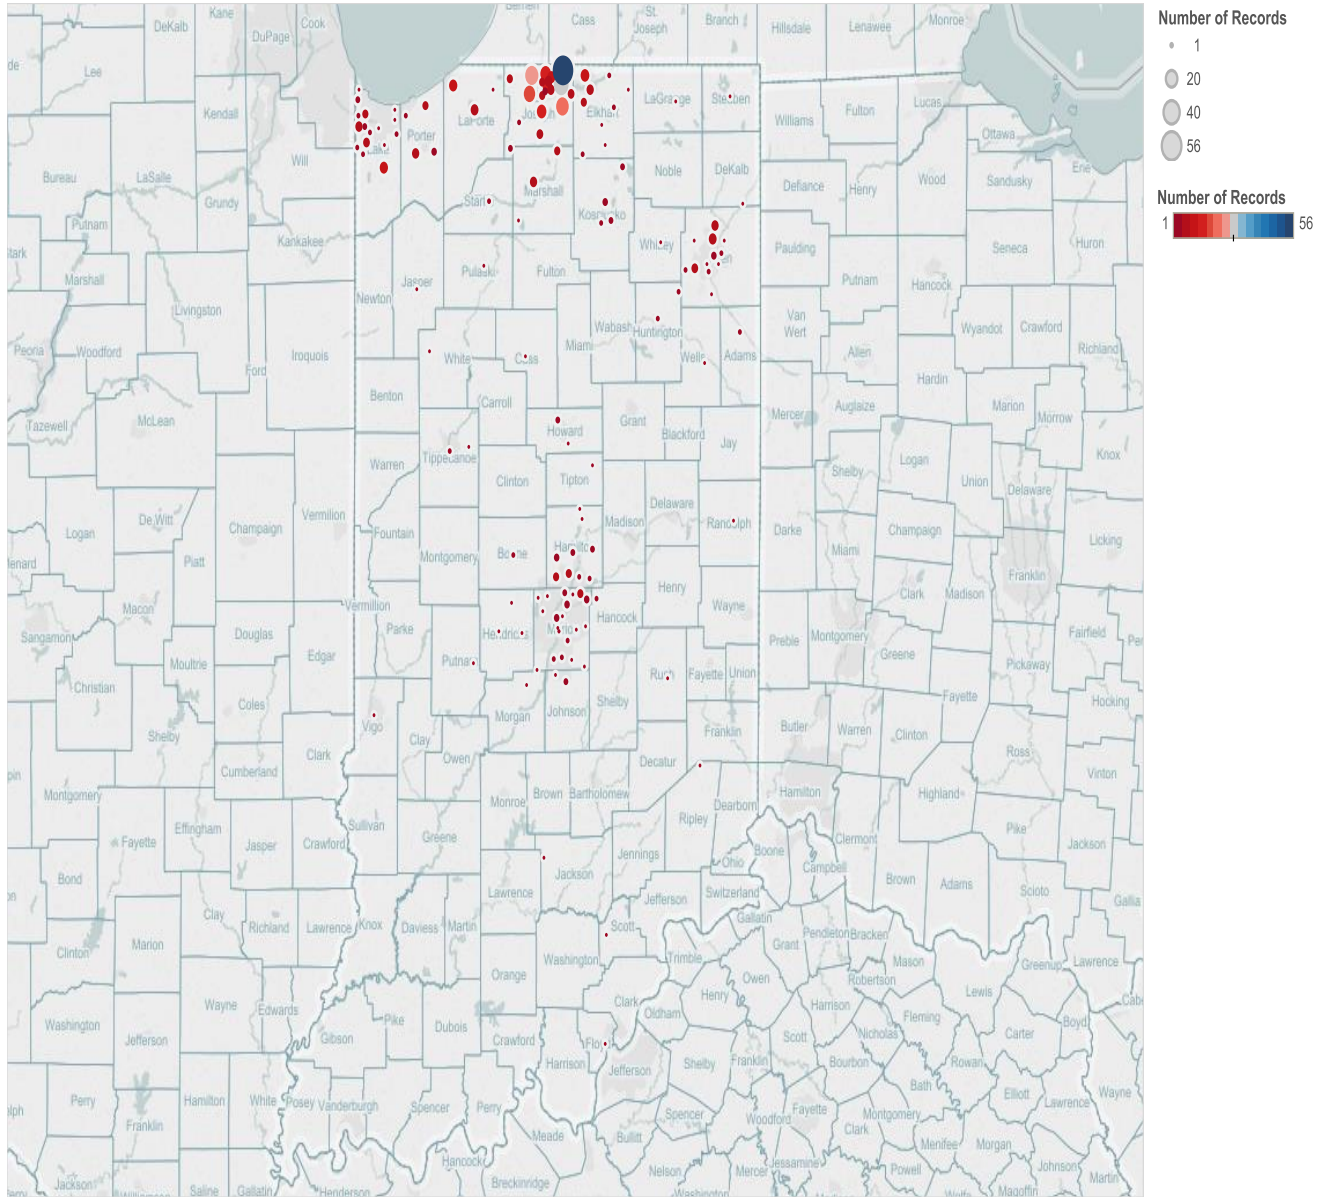 Kane
Cook
Berrien
Cass
St.
Joseph
Branch
Hillsdale
Lenawee
Monroe
Number of Records
DeKalb
DuPage
1
de
Lee
20
Kendall
LaPorte
Elkhart
LaGrange
Steuben
Fulton
Lucas
40
Porter
Williams
Ottawa
56
Will
Lake
Bureau
LaSalle
Noble
DeKalb
Defiance
Henry
Wood
Sandusky
Erie
Number of Records
Grundy
Marshall
1
56
Putnam
Starke
Kosciusko
Kankakee
Whitley
Paulding
Seneca
Huron
tark
Marshall
Pulaski
Fulton
Putnam
Hancock
Jasper
Newton
Livingston
Van
Wert
Wyandot
Crawford
Peoria
Woodford
Iroquois
Ford
White
Cass
Miami
Wabash
Huntington
Wells
Adams
Allen
Richland
Hardin
Benton
Carroll
Grant
Mercer
Auglaize
Marion
Morrow
Tazewell
McLean
Howard
Blackford
Jay
Knox
Warren
Tippecanoe
Shelby
Logan
Clinton
Tipton
Union
Delaware
Delaware
Vermilion
De Witt
Madison
Randolph
Logan
Champaign
Fountain
Boone
Hamilton
Darke
Miami
Champaign
Licking
enard
Piatt
Montgomery
Franklin
Macon
Vermillion
Henry
Wayne
Clark
Madison
Sangamon
Douglas
Parke
Hendricks
Hancock
Preble
Montgomery
Fairfield
Moultrie
Edgar
Putnam
Rush
Fayette
Union
Greene
Pickaway
Christian
Coles
Vigo
Morgan
Johnson
Shelby
Fayette
Hocking
Shelby
Clay
Owen
Franklin
Butler
Warren
Clinton
Ross
Clark
Cumberland
Decatur
Vinton
Montgomery
Monroe
Brown
Bartholomew
Dearborn
Hamilton
Highland
Effingham
Sullivan
Ripley
Fayette
Jasper
Crawford
Greene
Jennings
Boone
Clermont
Pike
Jackson
Bond
Lawrence
Jackson
Ohio
Campbell
Brown
Adams
Scioto
Gallia
Clay
Jefferson
Switzerland
Marion
Richland
Lawrence
Knox
Daviess
Martin
Scott
Gallatin
Pendleton
Bracken
Clinton
Washington
Trimble
Grant
Mason
Greenup
Lawrence
Orange
Owen
Robertson
Lewis
Wayne
Edwards
Clark
Henry
Harrison
Washington
Pike
Dubois
Oldham
Fleming
Boyd
Jefferson
Gibson
Crawford
Floyd
Scott
Nicholas
Carter
Harrison
Jefferson
Shelby
Franklin
Bourbon
Rowan
Bath
Elliott
Wayne
Perry
Hamilton
White
Posey
Vanderburgh
Spencer
Perry
Spencer
Woodford
Fayette
Clark
Montgomery
Lawrence
Franklin
Meade
Bullitt
Menifee
Morgan
Hancock
Nelson
Mercer
Jessamine
Powell
Johnson
Martin
Jackson
Williamson
Saline
Gallatin
Henderson
Breckinridge
Washington
Wolfe
Magoffin